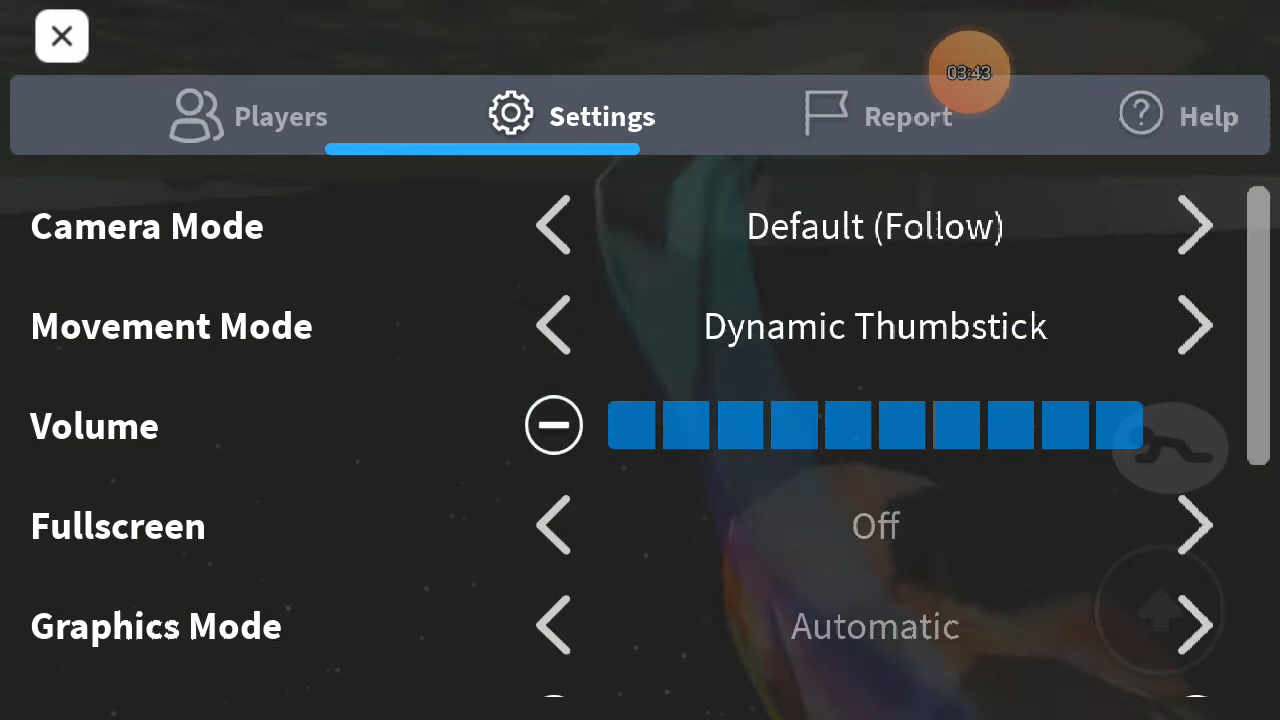 03:43
Players Settings Report Help
Camera Mode Default (Follow)
Movement Mode Dynamic Thumbstick
Volume
Fullscreen Off
Graphics Mode Automatic